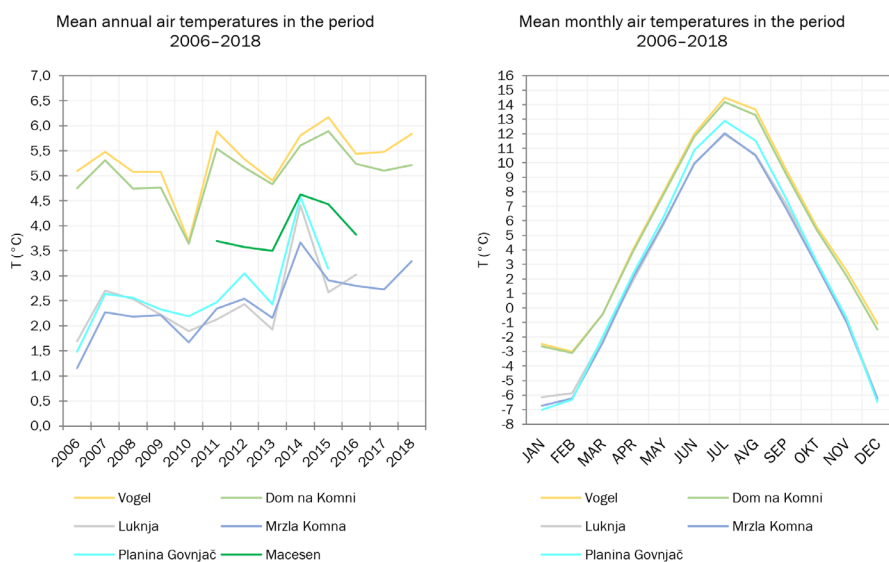 Mean annual air temperatures in the period
2006–2018
7,0
6,5
6,0
5,5
5,0
4,5
4,0
3,5
3,0
2,5
2,0
1,5
1,0
0,5
0,0
T (°C)
2006
2007
2008
2009
2010
2011
2012
2013
2014
2015
2016
2017
2018
Vogel
Dom na Komni
Luknja
Mrzla Komna
Planina Govnjač
Macesen
Mean monthly air temperatures in the period
2006–2018
16
15
14
13
12
11
10
9
8
7
6
5
4
3
2
1
0
-1
-2
-3
-4
-5
-6
-7
-8
T (°C)
JAN
FEB
MAR
APR
MAY
JUN
JUL
AVG
SEP
OKT
NOV
DEC
Vogel
Dom na Komni
Luknja
Mrzla Komna
Planina Govnjač